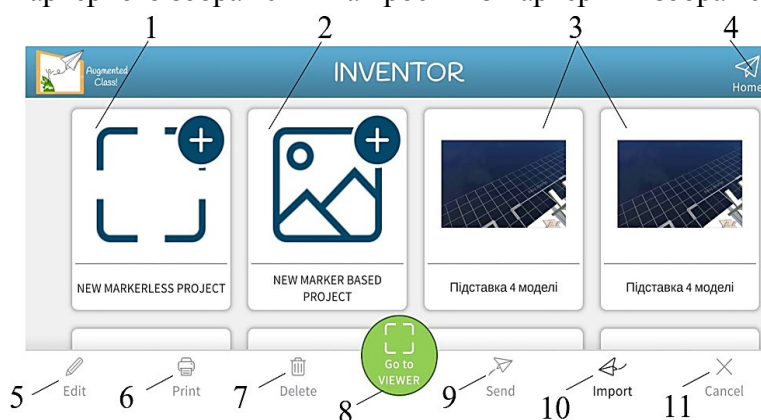 1 2 3 4
Augmented
Class!
INVENTOR
Home
NEW MARKERLESS PROJECT
NEW MARKER BASED
PROJECT
Підставка 4 моделі
Підставка 4 моделі
Go to
VIEWER
Edit
Print
Delete
Send
Import
Cancel
5 6 7 8 9 10 11